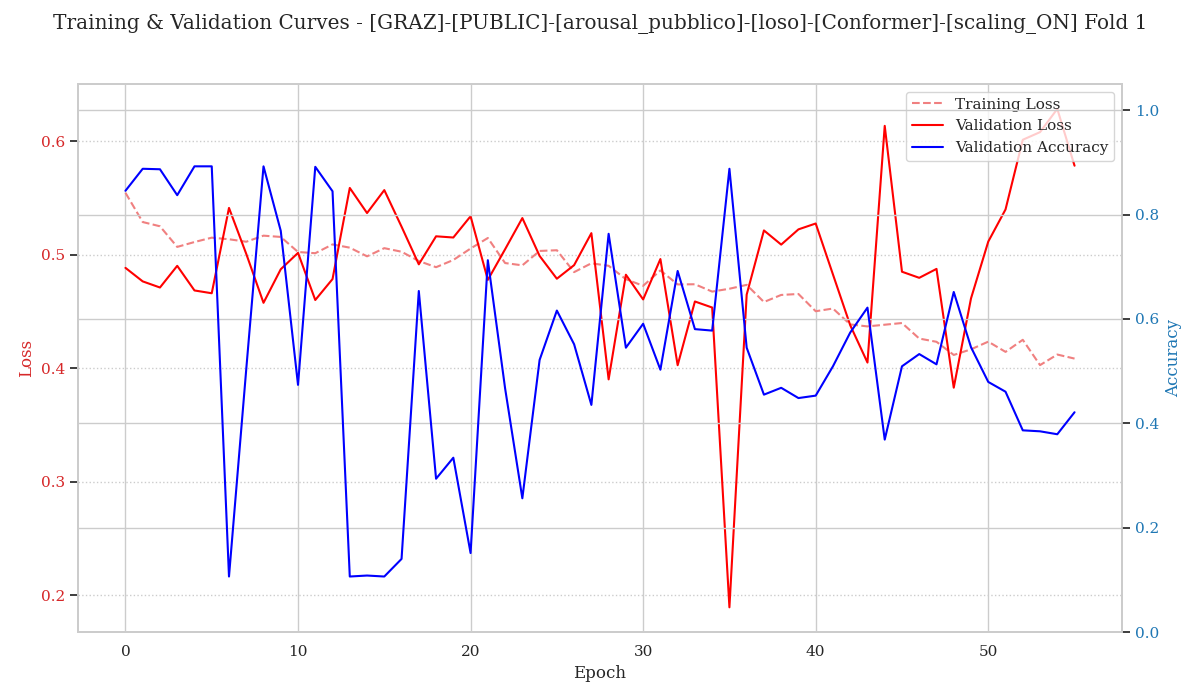 Training & Validation Curves - [GRAZ]-[PUBLIC]-[arousal_pubblico]-[loso]-[Conformer]-[scaling_ON] Fold 1
Training Loss
Validation Loss
Validation Accuracy
Loss
0.6
0.5
0.4
0.3
0.2
1.0
0.8
0.6
0.4
0.2
0.0
Accuracy
0 10 20 30 40 50
Epoch